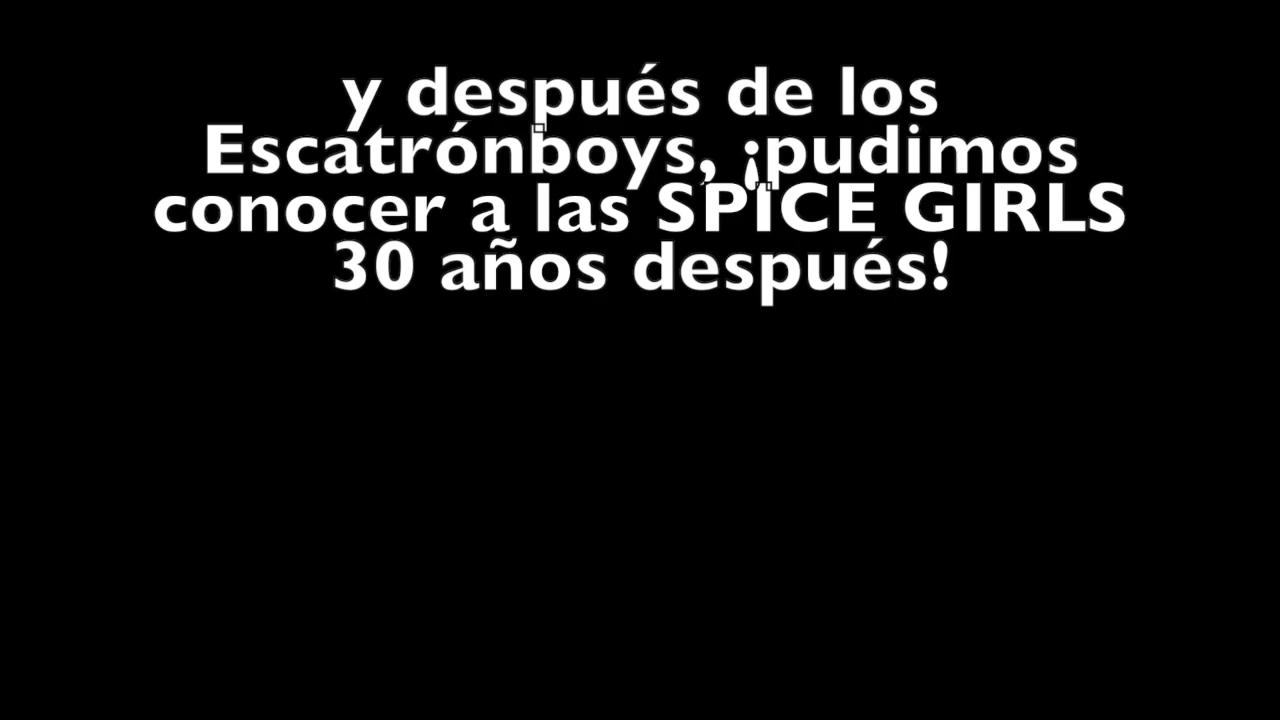 y después de los
Escatrónboys, ¡pudimos
conocer a las SPICE GIRLS
30 años después!